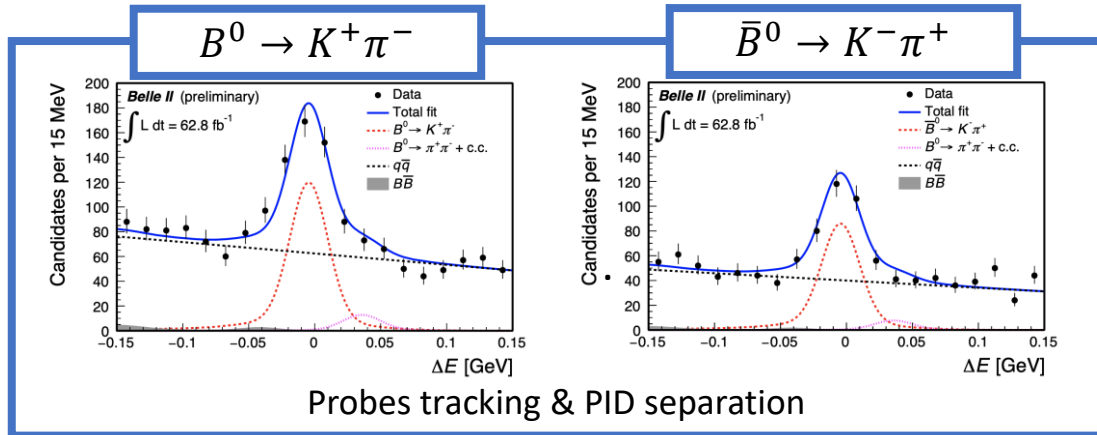 B⁰ → K⁺π⁻
B̄⁰ → K⁻π⁺
Candidates per 15 MeV
200
180
160
140
120
100
80
60
40
20
0
Belle II (preliminary)
∫ L dt = 62.8 fb⁻¹
Data
Total fit
B⁰→ K⁺π⁻
B⁰→ π⁺π⁻ + c.c.
qq̄
BB̄
−0.15 −0.1 −0.05 0 0.05 0.1 0.15
ΔE [GeV]
Candidates per 15 MeV
200
180
160
140
120
100
80
60
40
20
0
Belle II (preliminary)
∫ L dt = 62.8 fb⁻¹
Data
Total fit
B̄⁰→ K⁻π⁺
B⁰→ π⁺π⁻ + c.c.
qq̄
BB̄
−0.15 −0.1 −0.05 0 0.05 0.1 0.15
ΔE [GeV]
Probes tracking & PID separation